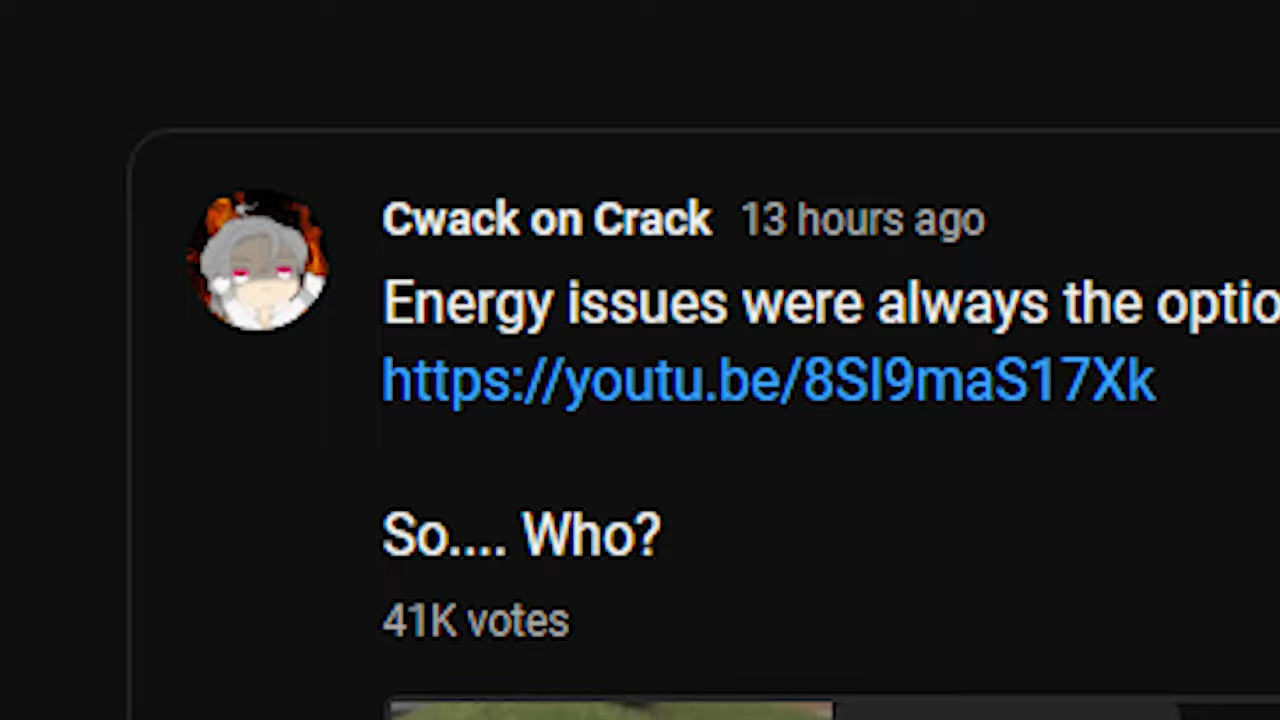 Cwack on Crack 13 hours ago
Energy issues were always the optio
https://youtu.be/8Sl9maS17Xk
So.... Who?
41K votes